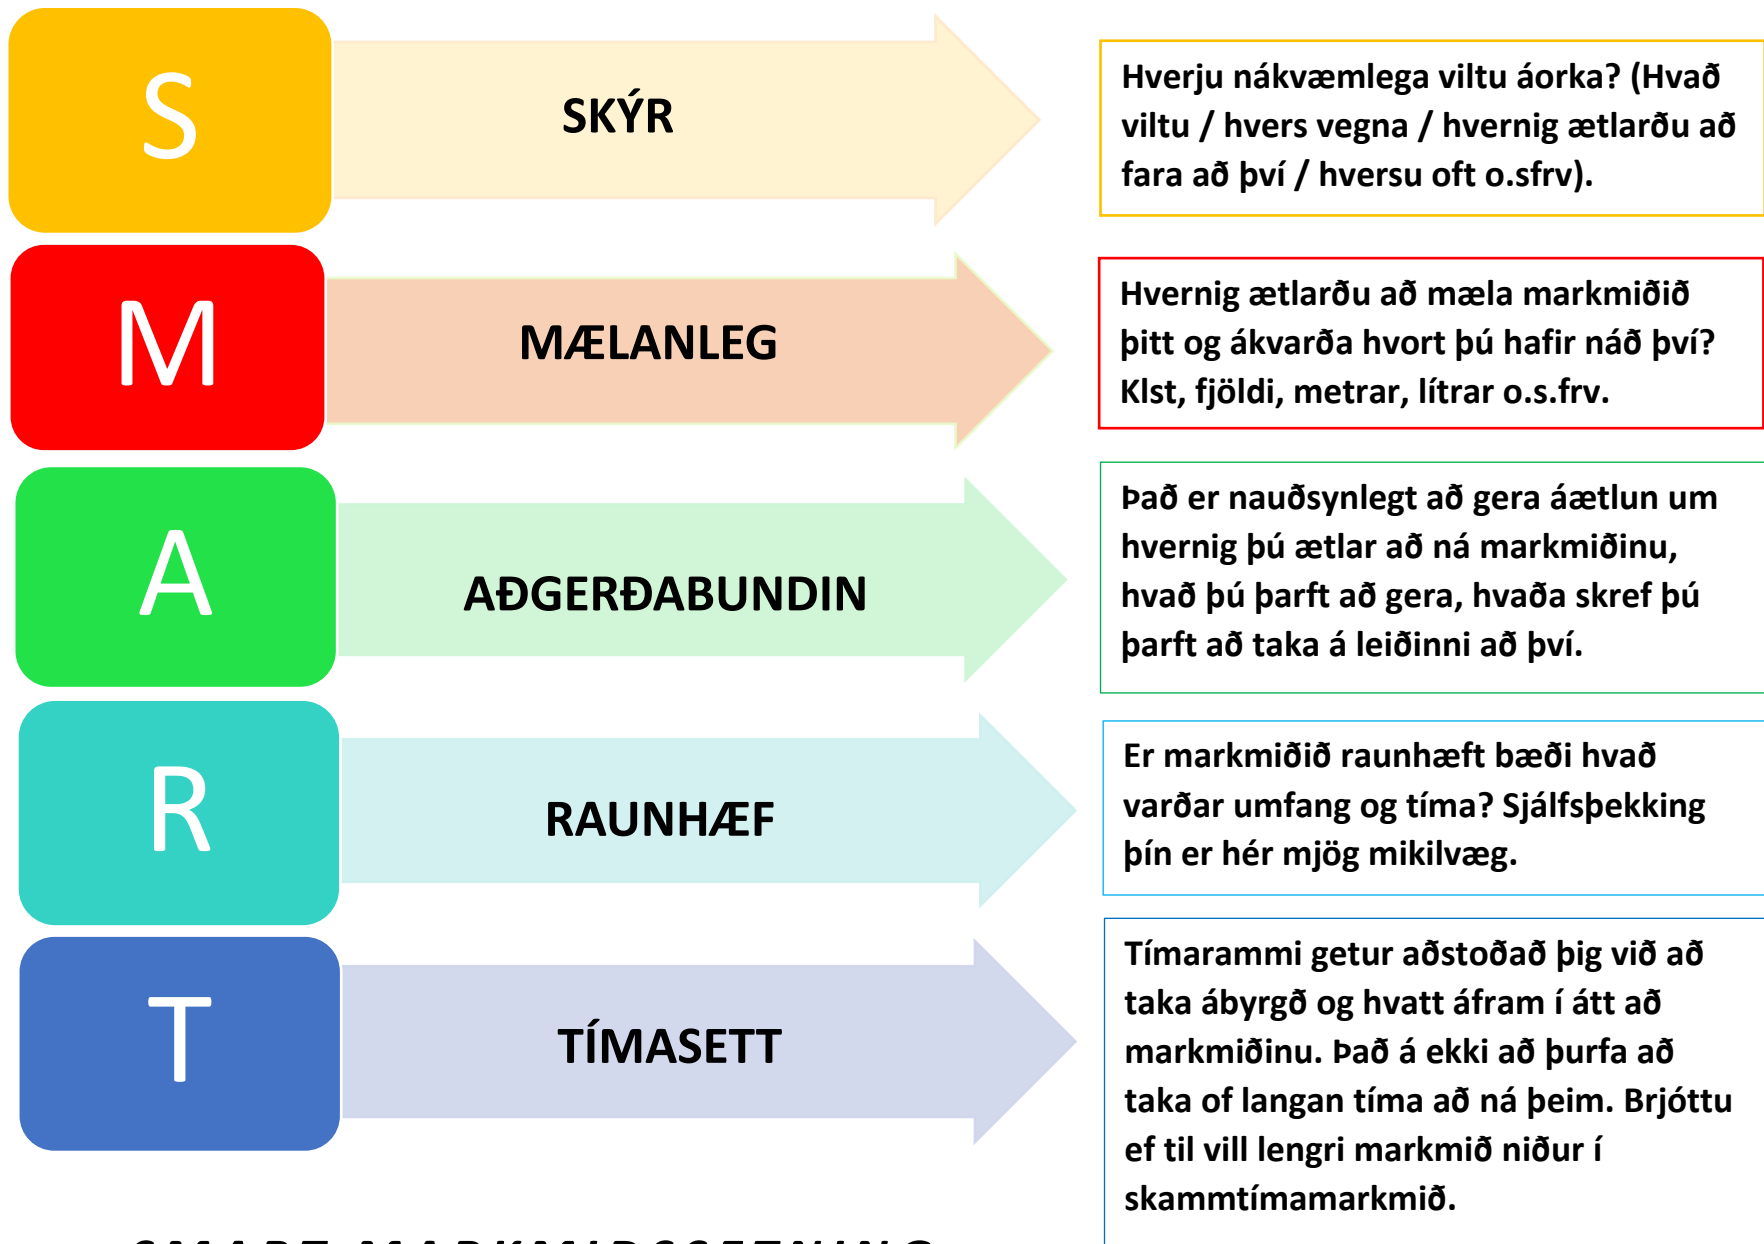 S
SKÝR
Hverju nákvæmlega viltu áorka? (Hvað
viltu / hvers vegna / hvernig ætlarðu að
fara að því / hversu oft o.sfrv).
M
MÆLANLEG
Hvernig ætlarðu að mæla markmiðið
þitt og ákvarða hvort þú hafir náð því?
Klst, fjöldi, metrar, lítrar o.s.frv.
A
AÐGERÐABUNDIN
Það er nauðsynlegt að gera áætlun um
hvernig þú ætlar að ná markmiðinu,
hvað þú þarft að gera, hvaða skref þú
þarft að taka á leiðinni að því.
R
RAUNHÆF
Er markmiðið raunhæft bæði hvað
varðar umfang og tíma? Sjálfsþekking
þín er hér mjög mikilvæg.
T
TÍMASETT
Tímarammi getur aðstoðað þig við að
taka ábyrgð og hvatt áfram í átt að
markmiðinu. Það á ekki að þurfa að
taka of langan tíma að ná þeim. Brjóttu
ef til vill lengri markmið niður í
skammtímamarkmið.